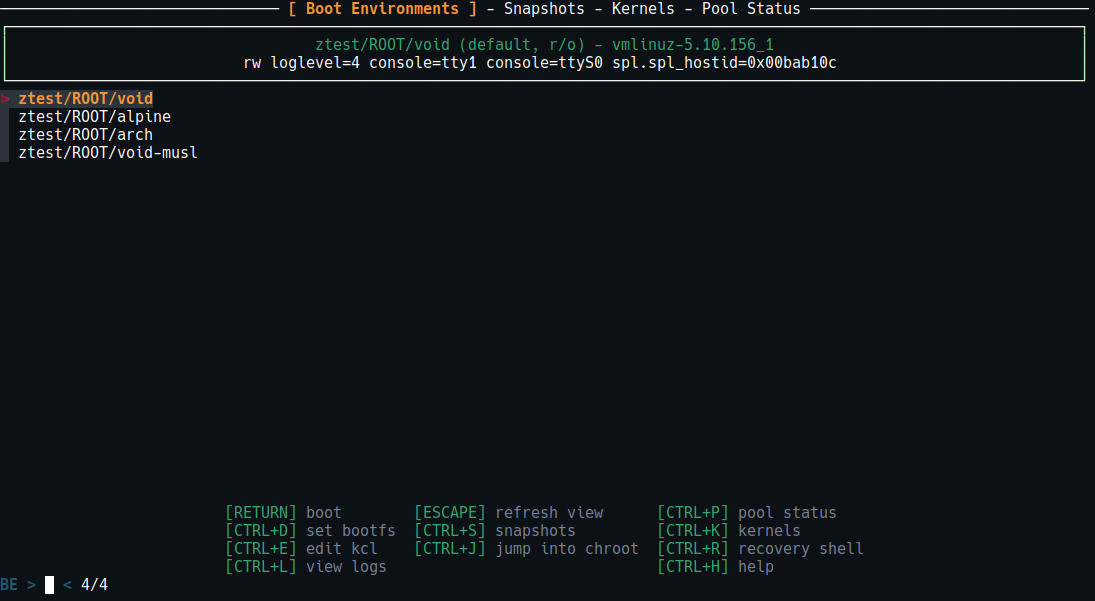 [ Boot Environments ] - Snapshots - Kernels - Pool Status
ztest/ROOT/void (default, r/o) - vmlinuz-5.10.156_1
rw loglevel=4 console=tty1 console=ttyS0 spl.spl_hostid=0x00bab10c
> ztest/ROOT/void
ztest/ROOT/alpine
ztest/ROOT/arch
ztest/ROOT/void-musl
[RETURN] boot [ESCAPE] refresh view [CTRL+P] pool status
[CTRL+D] set bootfs [CTRL+S] snapshots [CTRL+K] kernels
[CTRL+E] edit kcl [CTRL+J] jump into chroot [CTRL+R] recovery shell
[CTRL+L] view logs [CTRL+H] help
BE > < 4/4